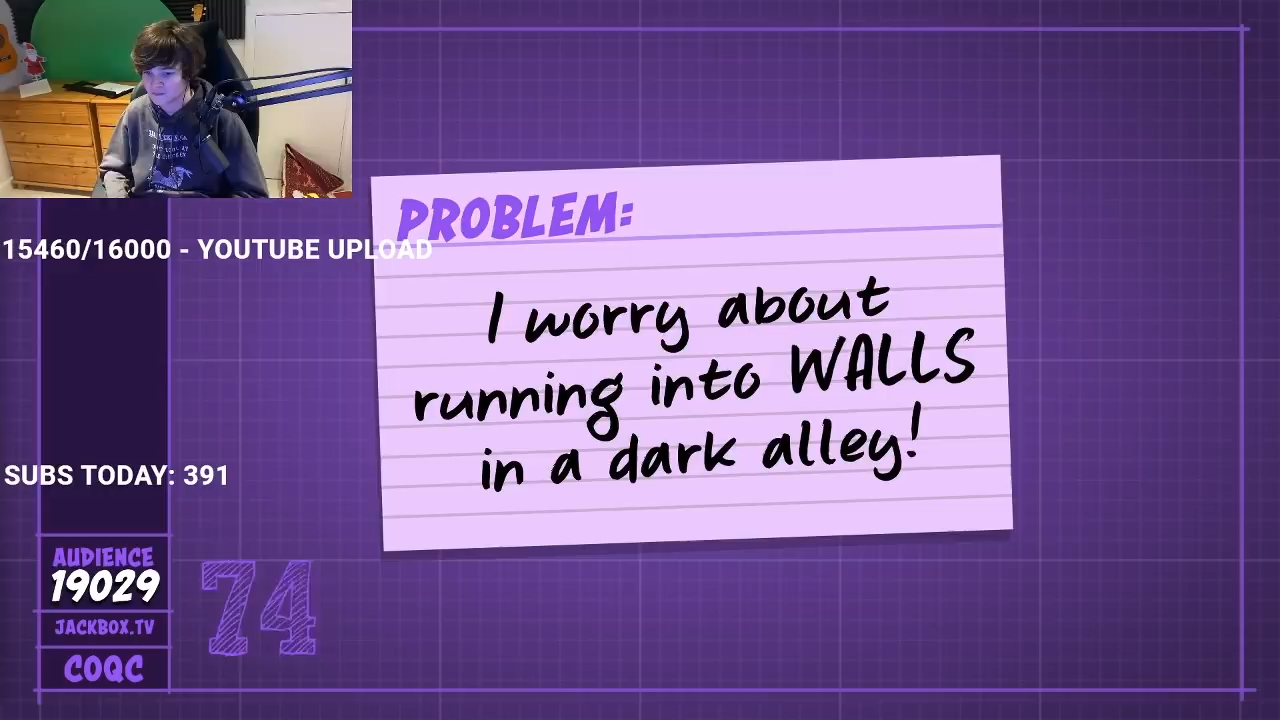 PROBLEM:
15460/16000 - YOUTUBE UPLOAD
I worry about
running into WALLS
in a dark alley!
SUBS TODAY: 391
AUDIENCE
19029
JACKBOX.TV
COQC
74